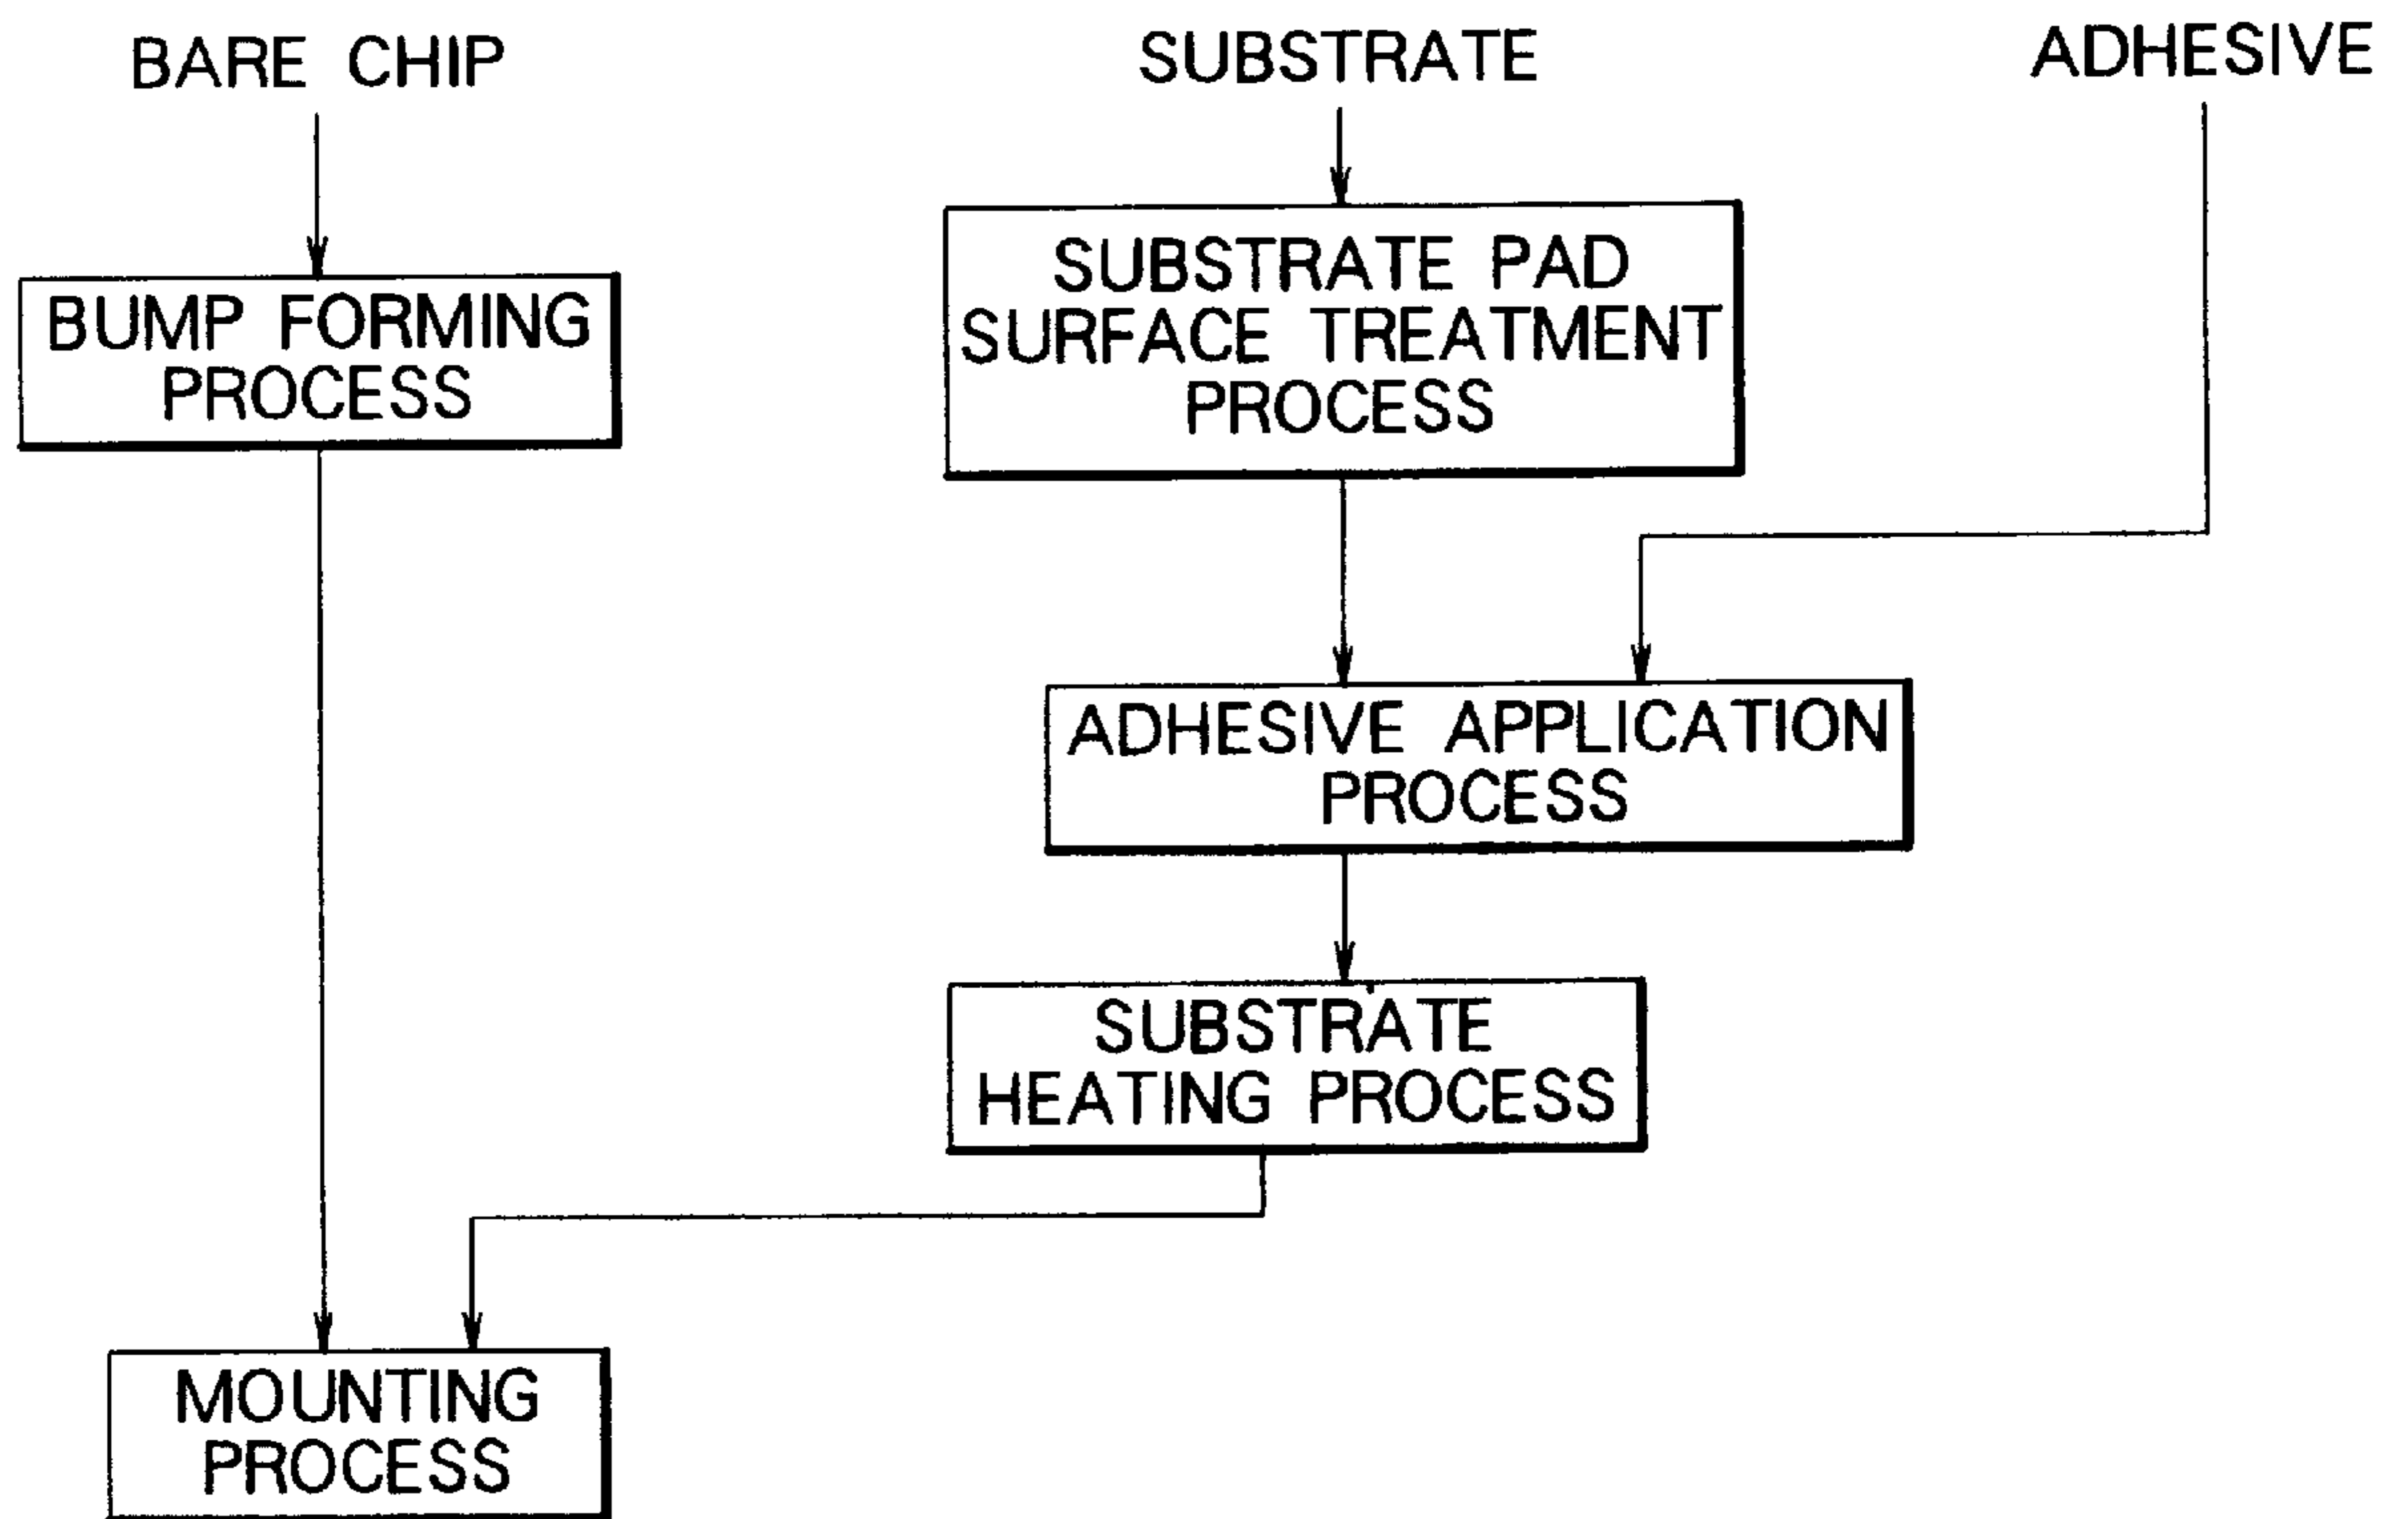 BARE CHIP
SUBSTRATE
ADHESIVE
BUMP FORMING
PROCESS
SUBSTRATE PAD
SURFACE TREATMENT
PROCESS
ADHESIVE APPLICATION
PROCESS
SUBSTRATE
HEATING PROCESS
MOUNTING
PROCESS